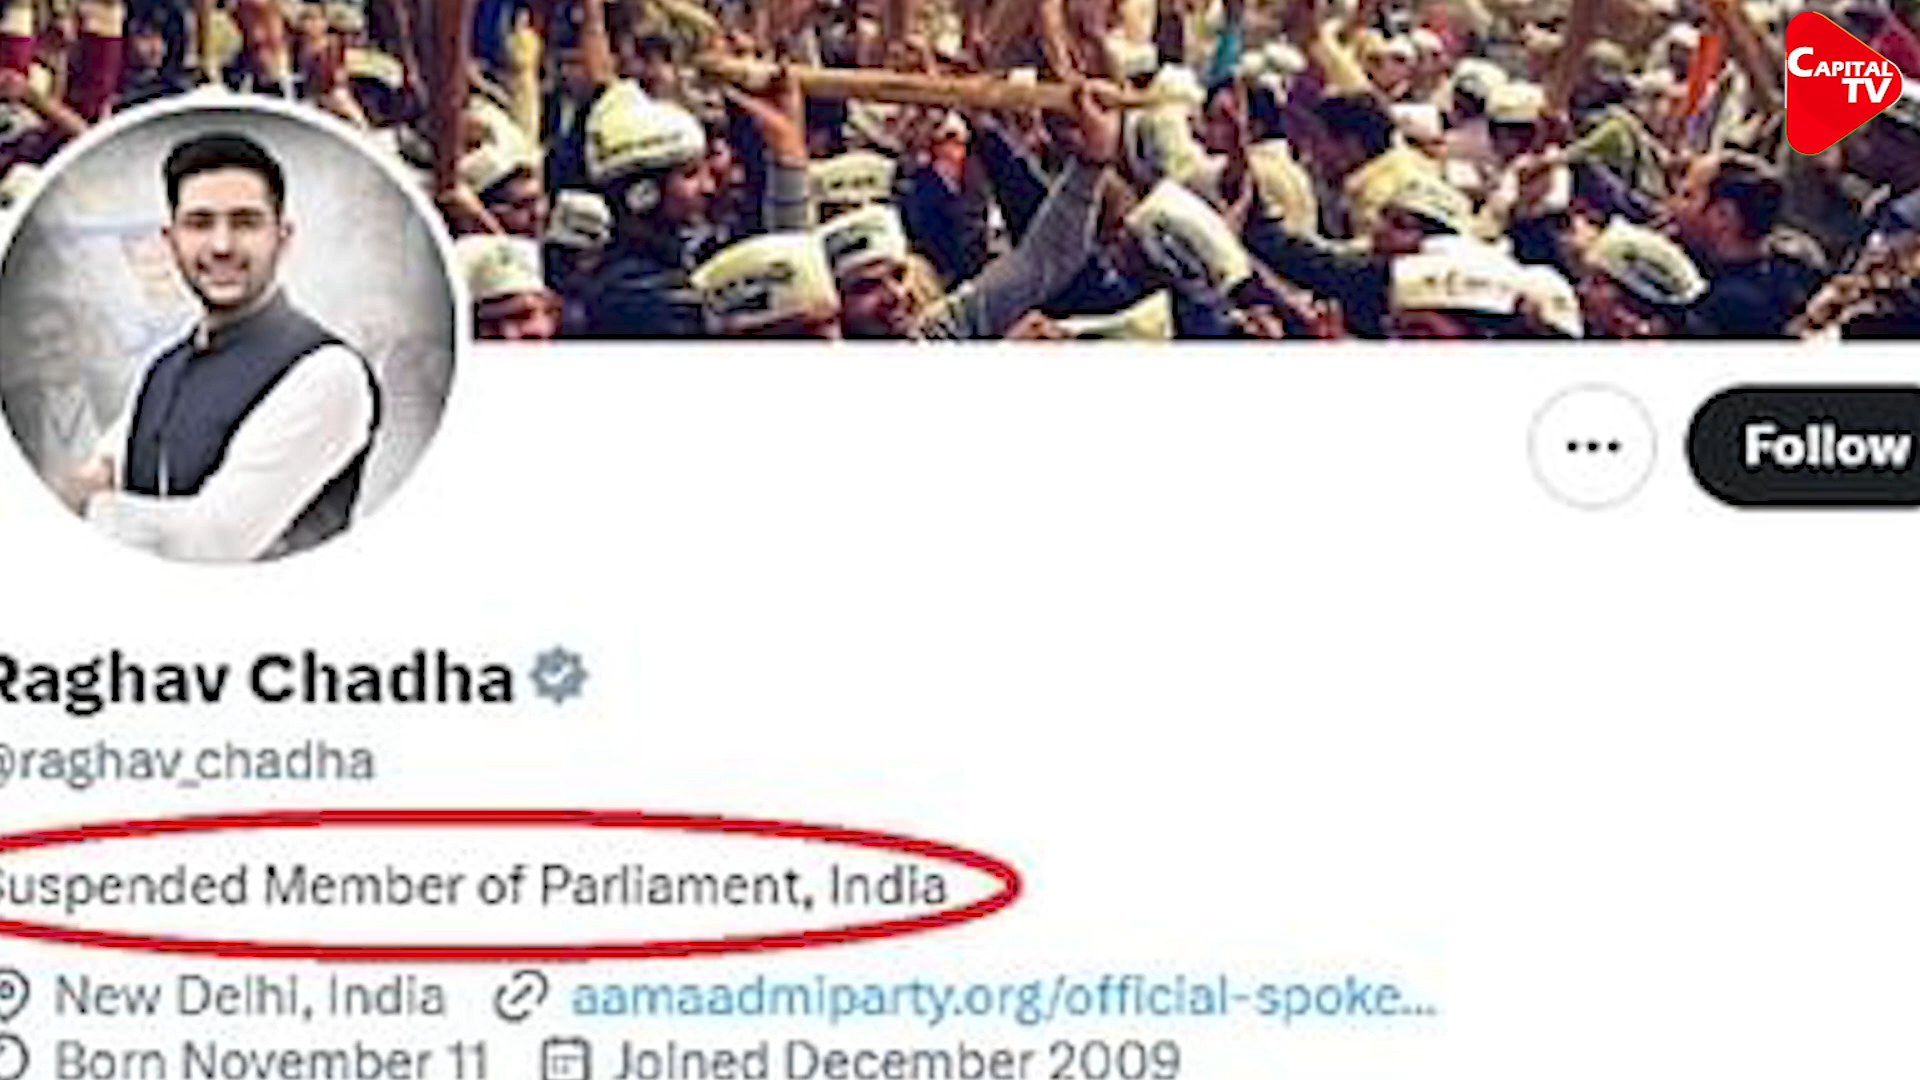 CAPITAL
TV
Follow
Raghav Chadha
@raghav_chadha
Suspended Member of Parliament, India
New Delhi, India aamaadmiparty.org/official-spoke...
Born November 11 Joined December 2009